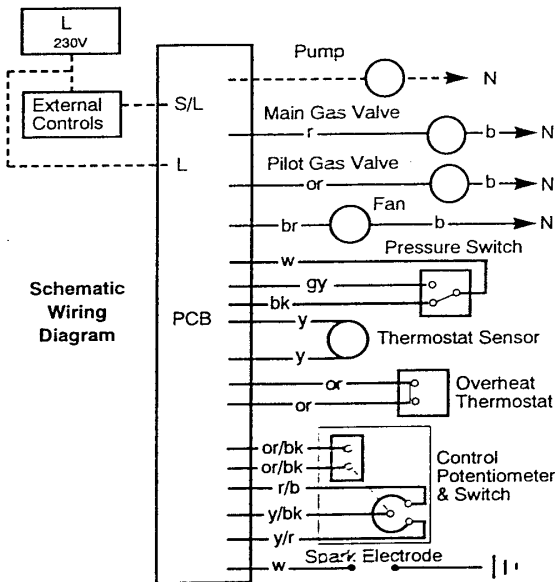 L
230V
Pump
N
External
Controls
S/L
Main Gas Valve
r
b
N
L
Pilot Gas Valve
or
b
N
Fan
br
b
N
Pressure Switch
w
gy
bk
Schematic
Wiring
Diagram
PCB
y
Thermostat Sensor
y
or
Overheat
Thermostat
or
or/bk
or/bk
Control
Potentiometer
& Switch
r/b
y/bk
y/r
Spark Electrode
w